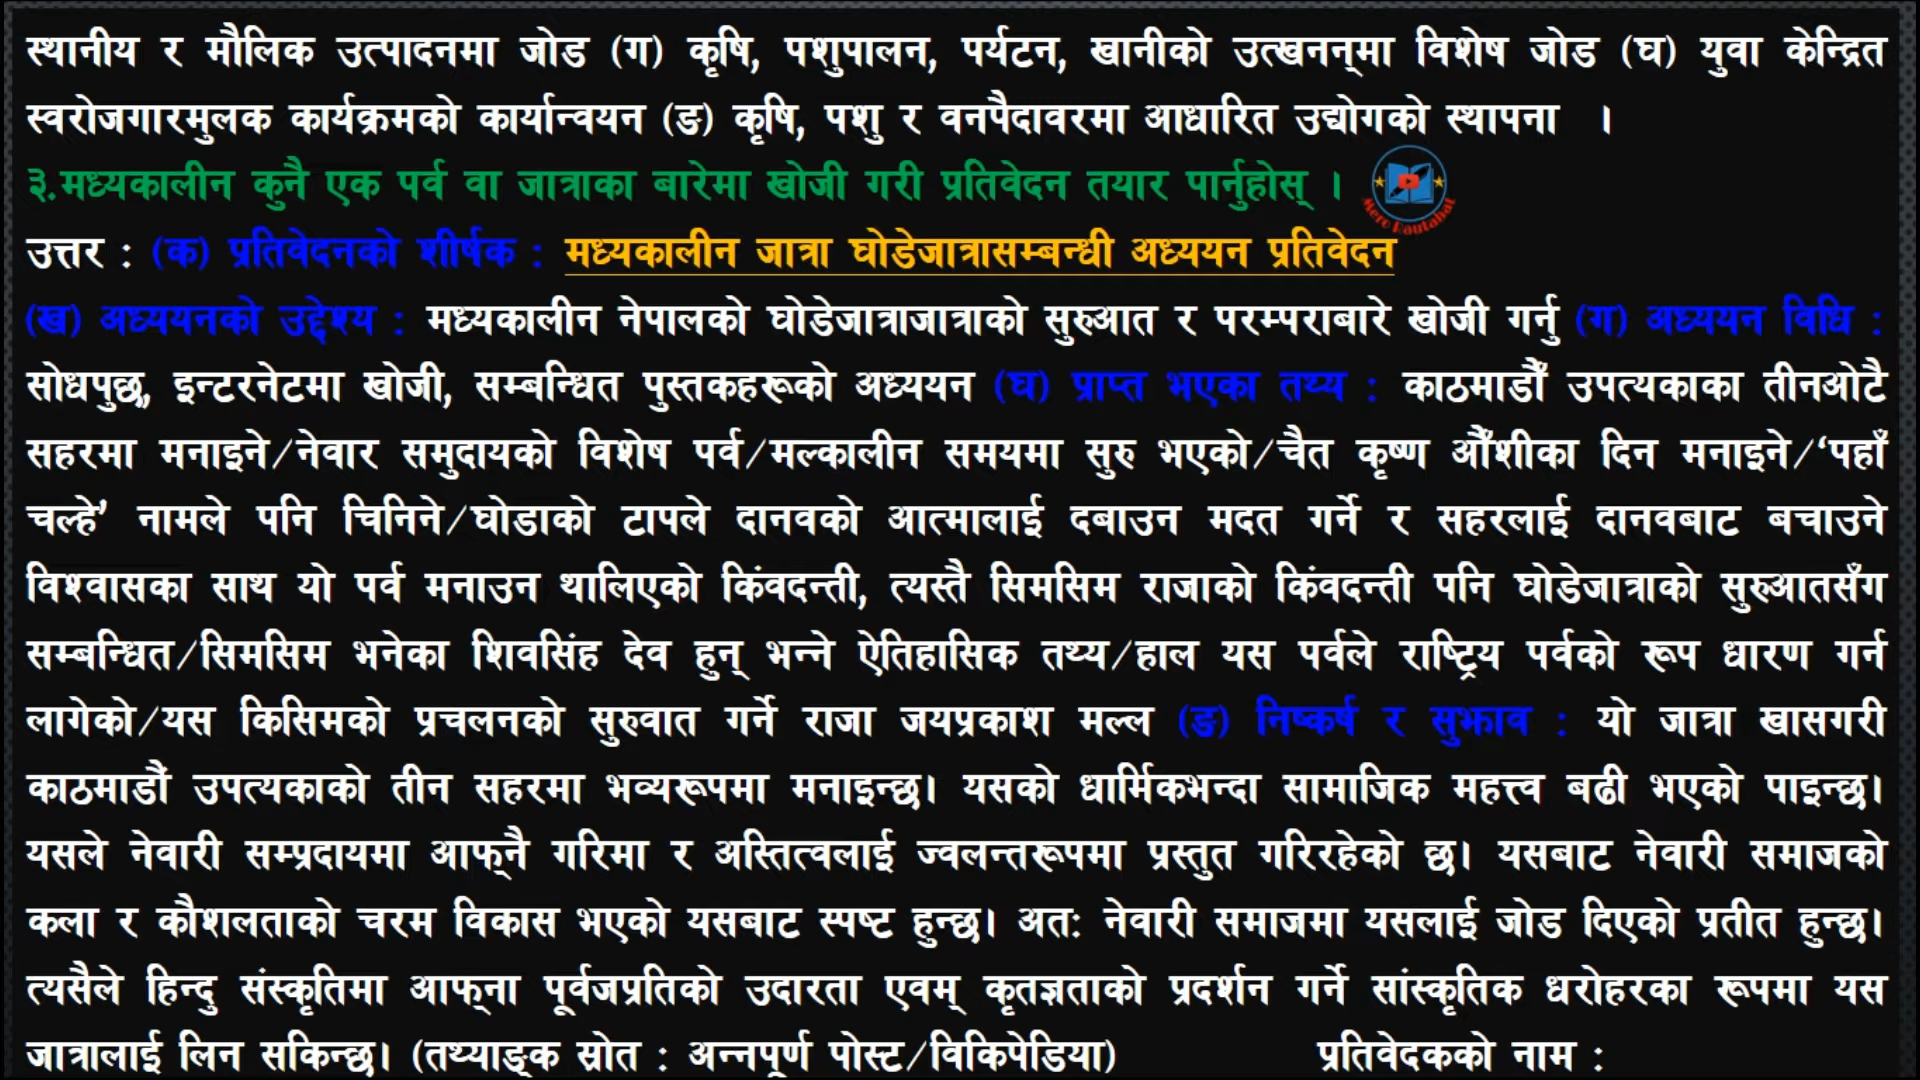 स्थानीय र मौलिक उत्पादनमा जोड (ग) कृषि, पशुपालन, पर्यटन, खानीको उत्खनन्‌मा विशेष जोड (घ) युवा केन्द्रित
स्वरोजगारमुलक कार्यक्रमको कार्यान्वयन (ङ) कृषि, पशु र वनपैदावरमा आधारित उद्योगको स्थापना ।
३.मध्यकालीन कुनै एक पर्व वा जात्राका बारेमा खोजी गरी प्रतिवेदन तयार पार्नुहोस् ।
Mero Rautahat
उत्तर : (क) प्रतिवेदनको शीर्षक : मध्यकालीन जात्रा घोडेजात्रासम्बन्धी अध्ययन प्रतिवेदन
(ख) अध्ययनको उद्देश्य : मध्यकालीन नेपालको घोडेजात्राजात्राको सुरुआत र परम्पराबारे खोजी गर्नु (ग) अध्ययन विधि :
सोधपुछ, इन्टरनेटमा खोजी, सम्बन्धित पुस्तकहरूको अध्ययन (घ) प्राप्त भएका तथ्य : काठमाडौँ उपत्यकाका तीनओटै
सहरमा मनाइने/नेवार समुदायको विशेष पर्व/मल्कालीन समयमा सुरु भएको/चैत कृष्ण औँशीका दिन मनाइने/‘पहाँ
चल्हे’ नामले पनि चिनिने/घोडाको टापले दानवको आत्मालाई दबाउन मदत गर्ने र सहरलाई दानवबाट बचाउने
विश्वासका साथ यो पर्व मनाउन थालिएको किंवदन्ती, त्यस्तै सिमसिम राजाको किंवदन्ती पनि घोडेजात्राको सुरुआतसँग
सम्बन्धित/सिमसिम भनेका शिवसिंह देव हुन् भन्ने ऐतिहासिक तथ्य/हाल यस पर्वले राष्ट्रिय पर्वको रूप धारण गर्न
लागेको/यस किसिमको प्रचलनको सुरुवात गर्ने राजा जयप्रकाश मल्ल (ङ) निष्कर्ष र सुझाव : यो जात्रा खासगरी
काठमाडौं उपत्यकाको तीन सहरमा भव्यरूपमा मनाइन्छ। यसको धार्मिकभन्दा सामाजिक महत्त्व बढी भएको पाइन्छ।
यसले नेवारी सम्प्रदायमा आफ्‌नै गरिमा र अस्तित्वलाई ज्वलन्तरूपमा प्रस्तुत गरिरहेको छ। यसबाट नेवारी समाजको
कला र कौशलताको चरम विकास भएको यसबाट स्पष्ट हुन्छ। अतः नेवारी समाजमा यसलाई जोड दिएको प्रतीत हुन्छ।
त्यसैले हिन्दु संस्कृतिमा आफ्‌ना पूर्वजप्रतिको उदारता एवम् कृतज्ञताको प्रदर्शन गर्ने सांस्कृतिक धरोहरका रूपमा यस
जात्रालाई लिन सकिन्छ। (तथ्याङ्क स्रोत : अन्नपूर्ण पोस्ट/विकिपेडिया) प्रतिवेदकको नाम :